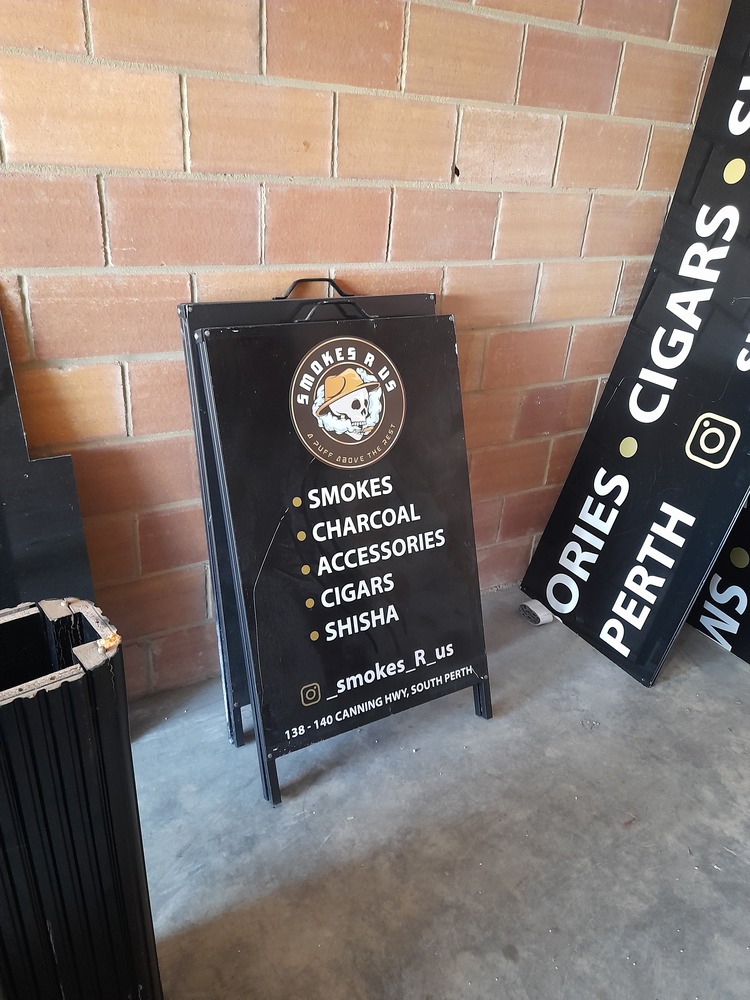 SMOKES R US
A PUFF ABOVE THE REST
SMOKES
CHARCOAL
ACCESSORIES
CIGARS
SHISHA
_smokes_R_us
138 - 140 CANNING HWY, SOUTH PERTH
ORIES • CIGARS •
PERTH